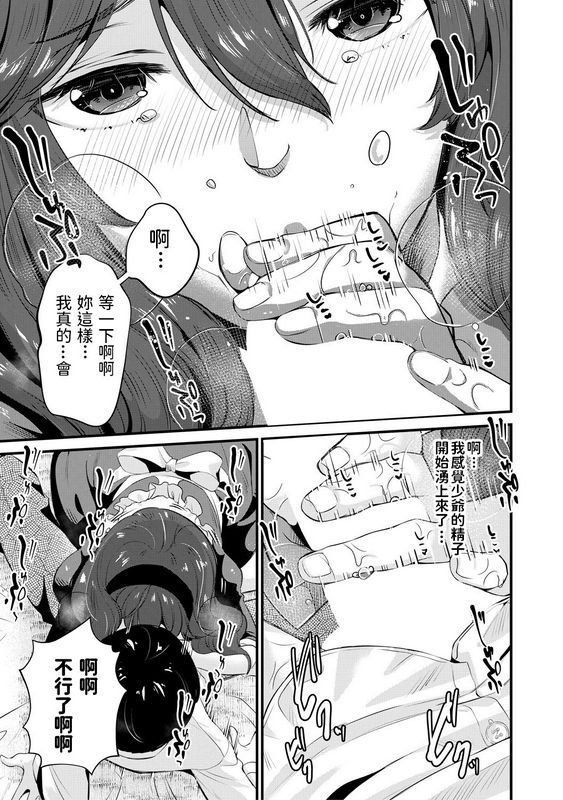 啊…
等一下啊啊
妳這樣…
我真的…會
啊…
我感覺少爺的精子
開始湧上來了…
啊啊
不行了啊啊